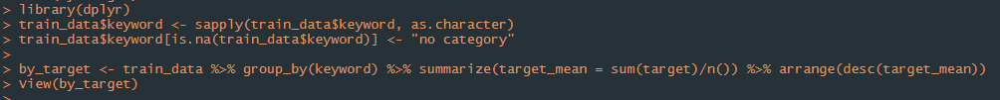 > library(dplyr)
> train_data$keyword <- sapply(train_data$keyword, as.character)
> train_data$keyword[is.na(train_data$keyword)] <- "no category"
>
> by_target <- train_data %>% group_by(keyword) %>% summarize(target_mean = sum(target)/n()) %>% arrange(desc(target_mean))
> View(by_target)
>